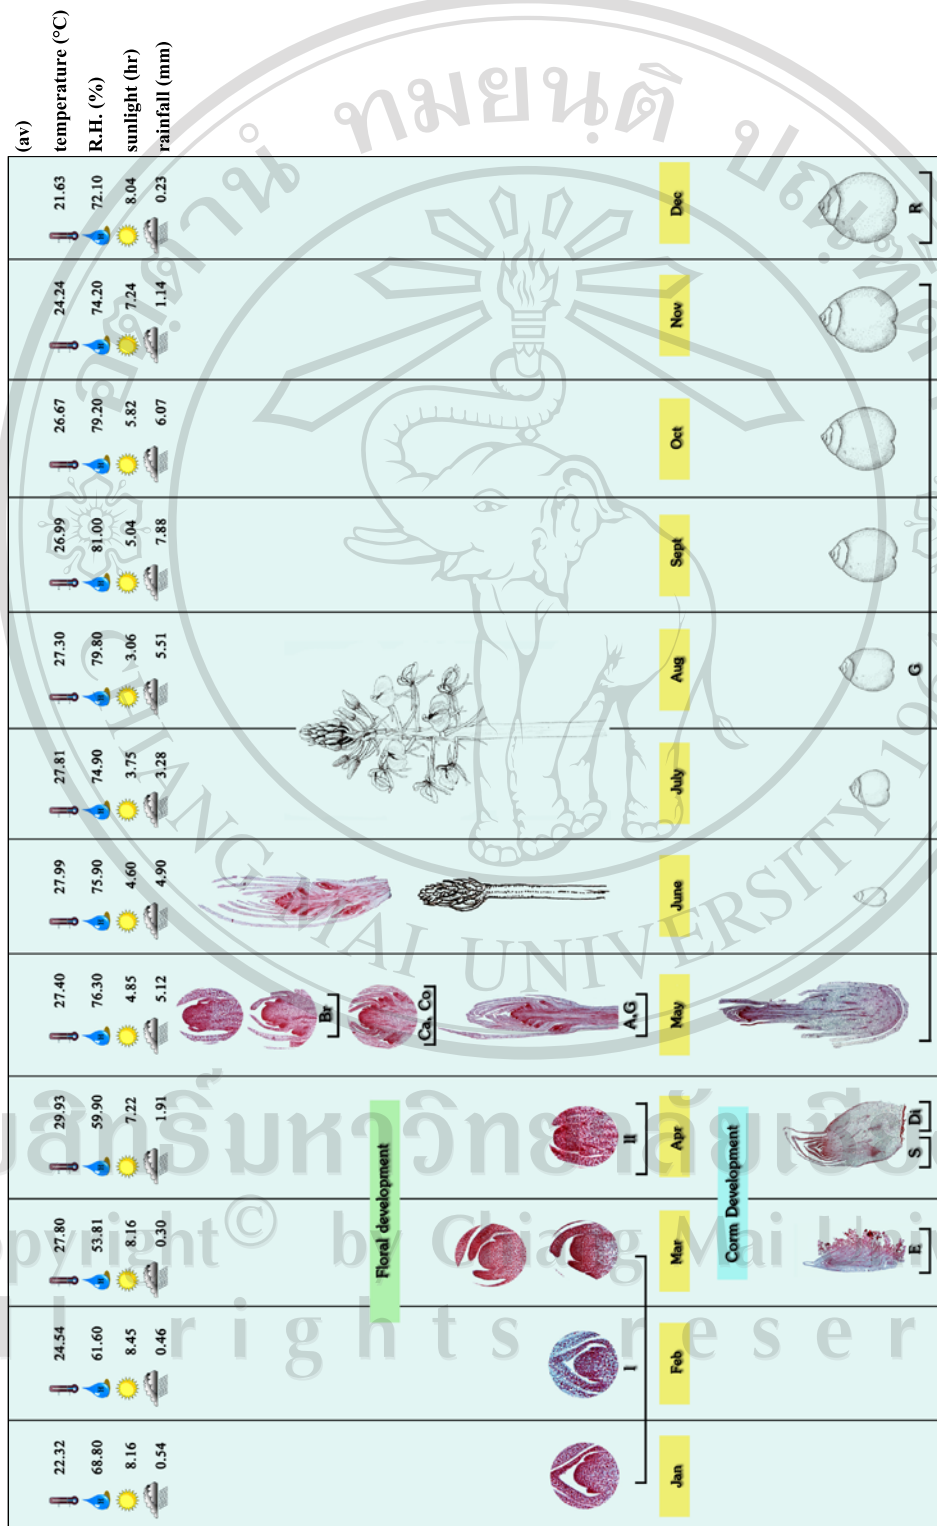 (av)
temperature (°C)
R.H. (%)
sunlight (hr)
rainfall (mm)
22.32 24.54 27.80 29.93 27.40 27.99 27.81 27.30 26.99 26.67 24.24 21.63
68.80 61.60 53.81 59.90 76.30 75.90 74.90 79.80 81.00 79.20 74.20 72.10
8.16 8.45 8.16 7.22 4.85 4.60 3.75 3.06 5.04 5.82 7.24 8.04
0.54 0.46 0.30 1.91 5.12 4.90 3.28 5.51 7.88 6.07 1.14 0.23
Br
Floral development
Ca, Co
I II A,G
Jan Feb Mar Apr May June July Aug Sept Oct Nov Dec
Corm Development
E S Di G R
CHIANG MAI UNIVERSITY
copyright© by Chiang Mai
rights reser